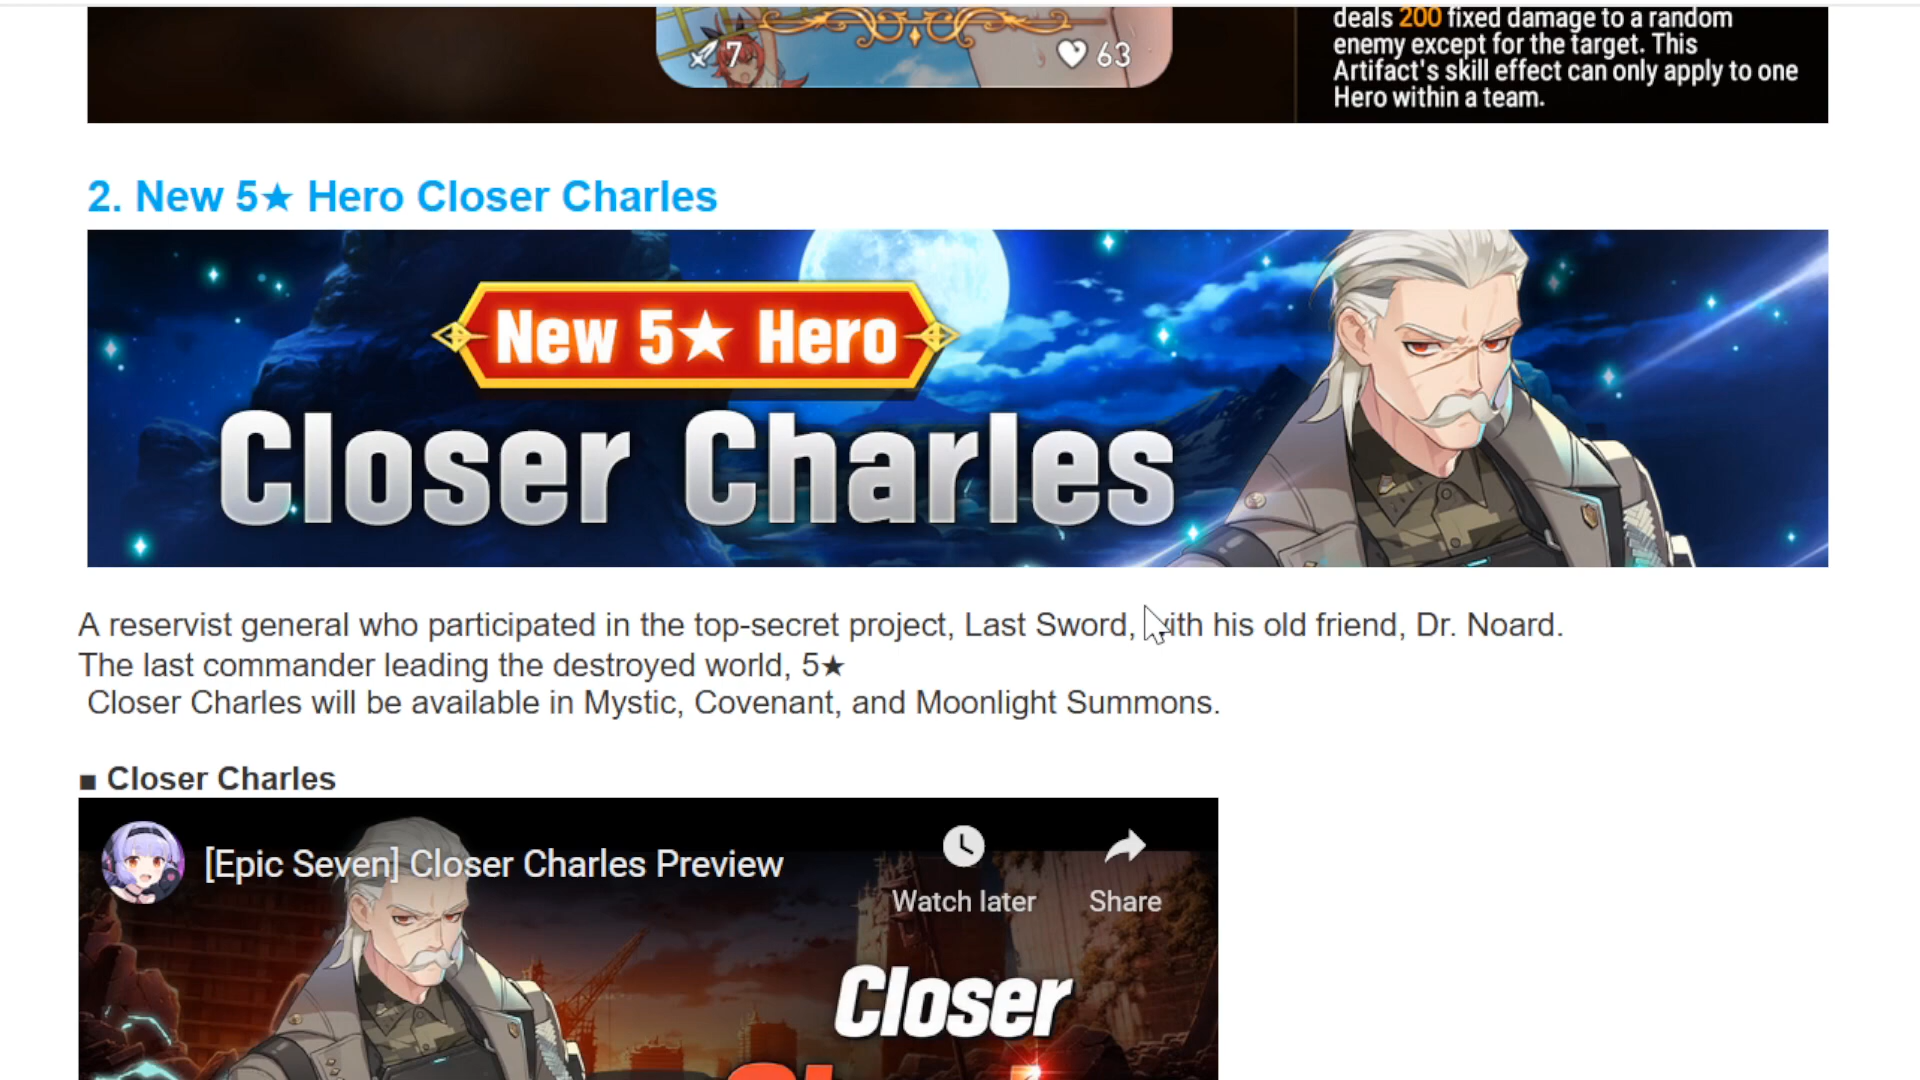 deals 200 fixed damage to a random
enemy except for the target. This
Artifact's skill effect can only apply to one
Hero within a team.
7
63
2. New 5★ Hero Closer Charles
New 5★ Hero
Closer Charles
A reservist general who participated in the top-secret project, Last Sword, with his old friend, Dr. Noard.
The last commander leading the destroyed world, 5★
Closer Charles will be available in Mystic, Covenant, and Moonlight Summons.
■ Closer Charles
[Epic Seven] Closer Charles Preview
Watch later
Share
Closer